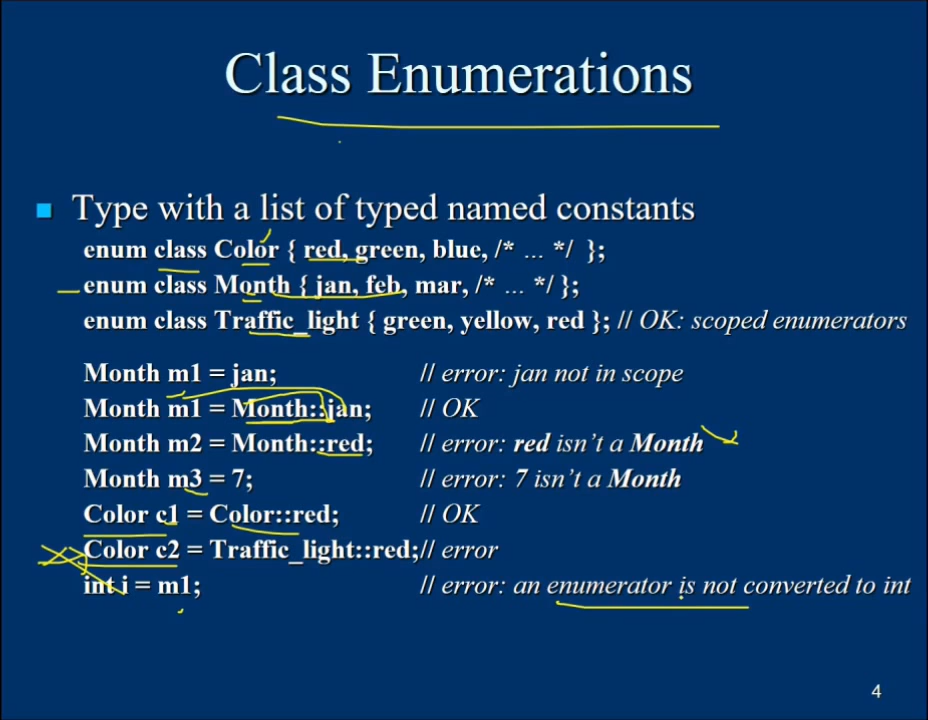 Class Enumerations
Type with a list of typed named constants
enum class Color { red, green, blue, /* … */ };
enum class Month { jan, feb, mar, /* … */ };
enum class Traffic_light { green, yellow, red }; // OK: scoped enumerators
Month m1 = jan; // error: jan not in scope
Month m1 = Month::jan; // OK
Month m2 = Month::red; // error: red isn’t a Month
Month m3 = 7; // error: 7 isn’t a Month
Color c1 = Color::red; // OK
Color c2 = Traffic_light::red;// error
int i = m1; // error: an enumerator is not converted to int
4